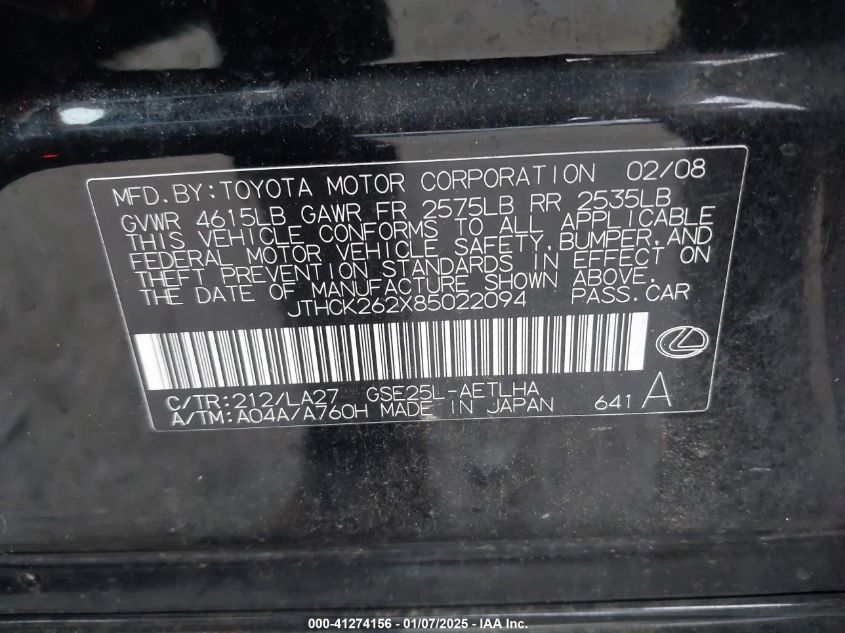 MFD. BY: TOYOTA MOTOR CORPORATION 02/08
GVWR 4615LB GAWR FR 2575LB RR 2535LB
THIS VEHICLE CONFORMS TO ALL APPLICABLE
FEDERAL MOTOR VEHICLE SAFETY, BUMPER, AND
THEFT PREVENTION STANDARDS IN EFFECT ON
THE DATE OF MANUFACTURE SHOWN ABOVE.
JTHCK262X85022094 PASS. CAR
C/TR: 212/LA27 GSE25L-AETLHA
A/TM: A04A/A760H MADE IN JAPAN 641 A
000-41274156 - 01/07/2025 - IAA Inc.